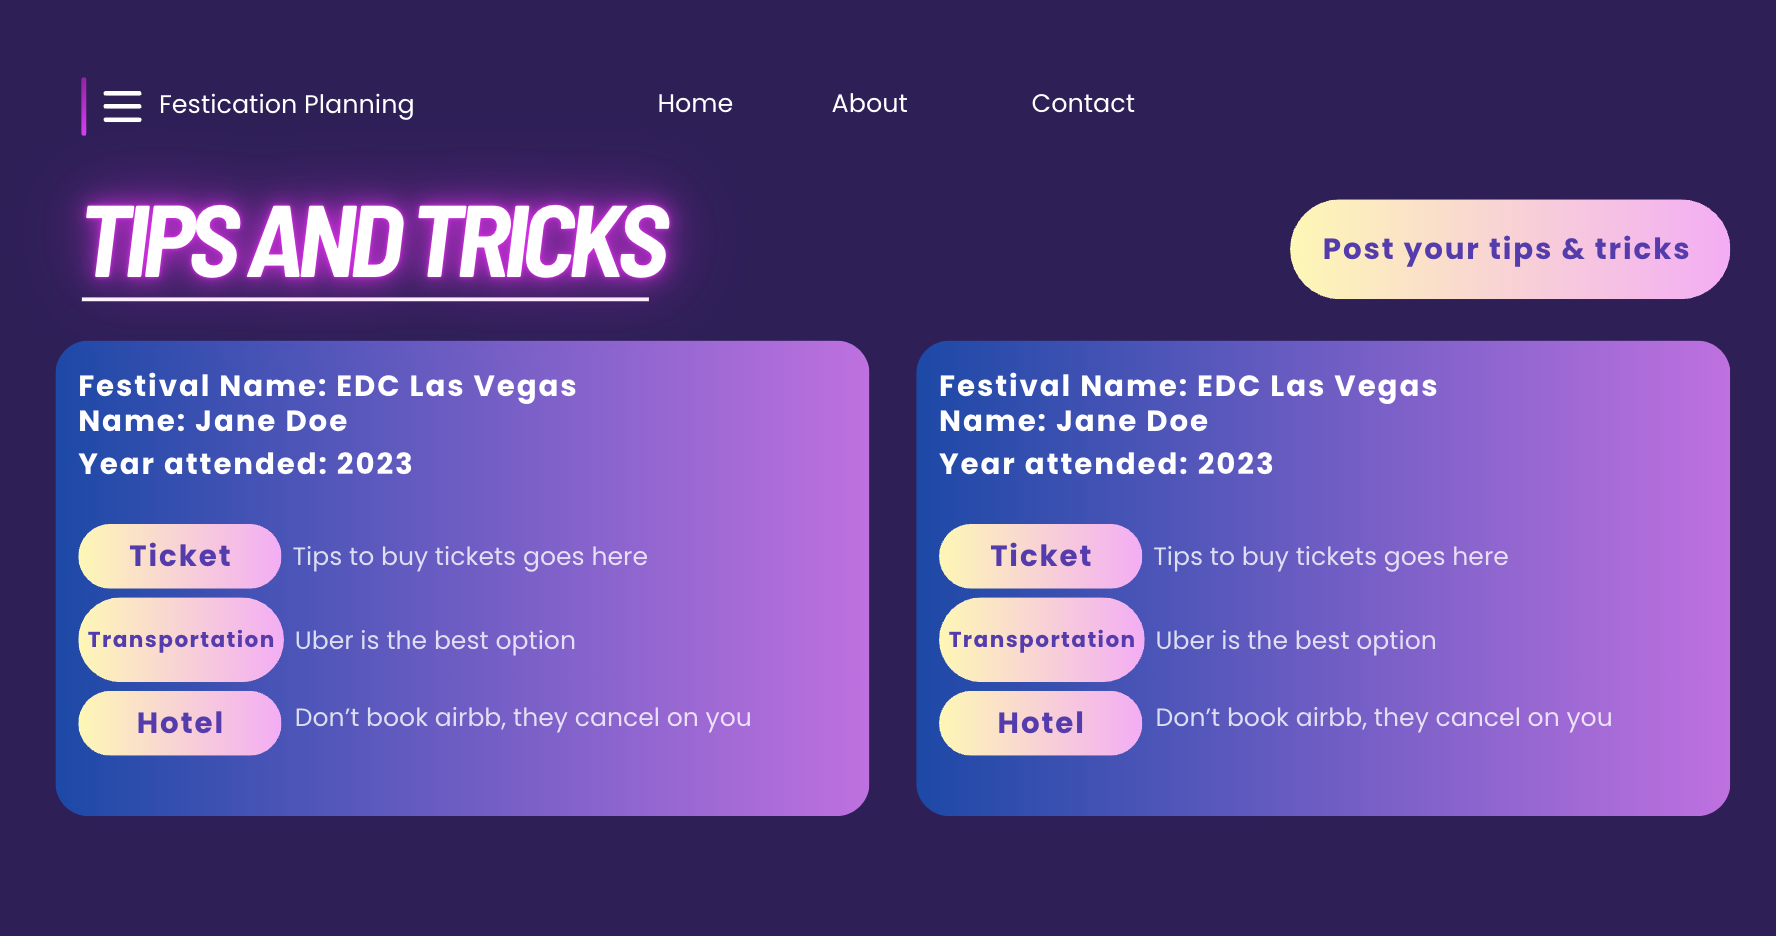 Festication Planning Home About Contact
TIPS AND TRICKS
Post your tips & tricks
Festival Name: EDC Las Vegas
Name: Jane Doe
Year attended: 2023
Ticket Tips to buy tickets goes here
Transportation Uber is the best option
Hotel Don’t book airbb, they cancel on you
Festival Name: EDC Las Vegas
Name: Jane Doe
Year attended: 2023
Ticket Tips to buy tickets goes here
Transportation Uber is the best option
Hotel Don’t book airbb, they cancel on you